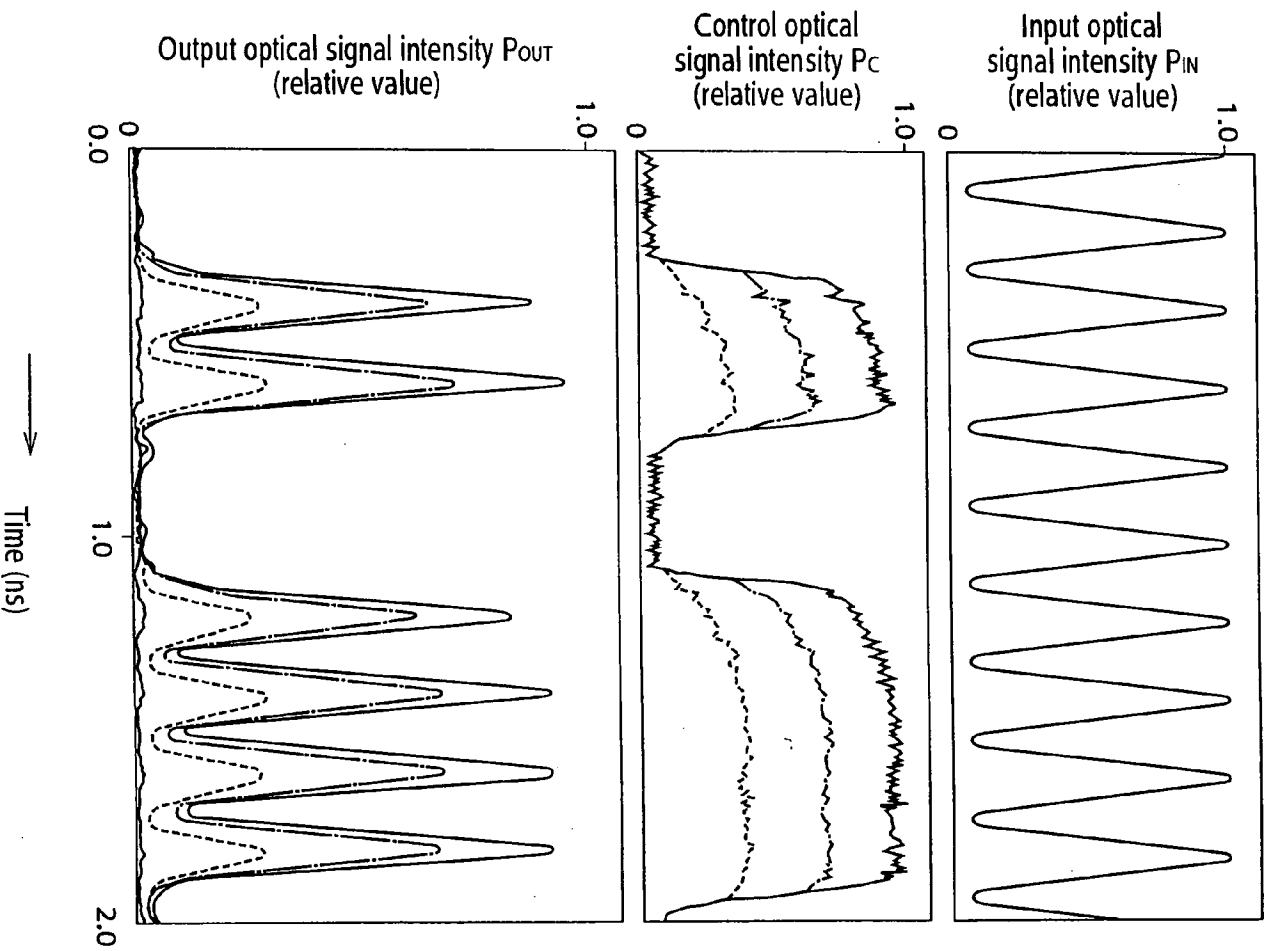 Input optical
signal intensity PIN
(relative value)
1.0
0
Control optical
signal intensity PC
(relative value)
1.0
0
Output optical signal intensity POUT
(relative value)
1.0
0
0.0
1.0
2.0
Time (ns)